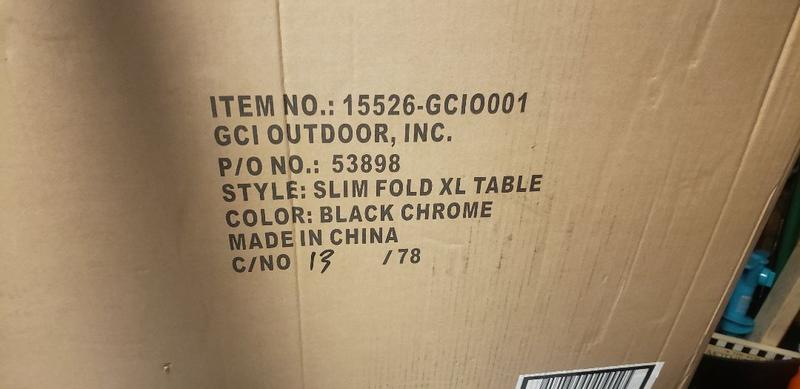 ITEM NO.: 15526-GCIO001
GCI OUTDOOR, INC.
P/O NO.: 53898
STYLE: SLIM FOLD XL TABLE
COLOR: BLACK CHROME
MADE IN CHINA
C/NO 13 /78